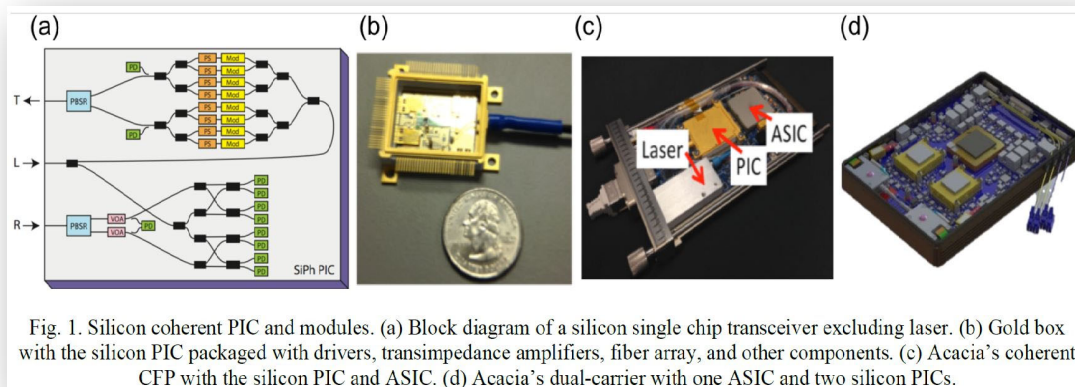 (a)
(b)
(c)
(d)
PD
PS Mod
PS Mod
PS Mod
PS Mod
T
PBSR
PS Mod
PS Mod
PS Mod
PS Mod
PD
L
R
PBSR
VOA
VOA
PD
PD
PD
PD
PD
PD
PD
PD
PD
SiPh PIC
Laser
PIC
ASIC
Fig. 1. Silicon coherent PIC and modules. (a) Block diagram of a silicon single chip transceiver excluding laser. (b) Gold box
with the silicon PIC packaged with drivers, transimpedance amplifiers, fiber array, and other components. (c) Acacia's coherent
CFP with the silicon PIC and ASIC. (d) Acacia's dual-carrier with one ASIC and two silicon PICs.